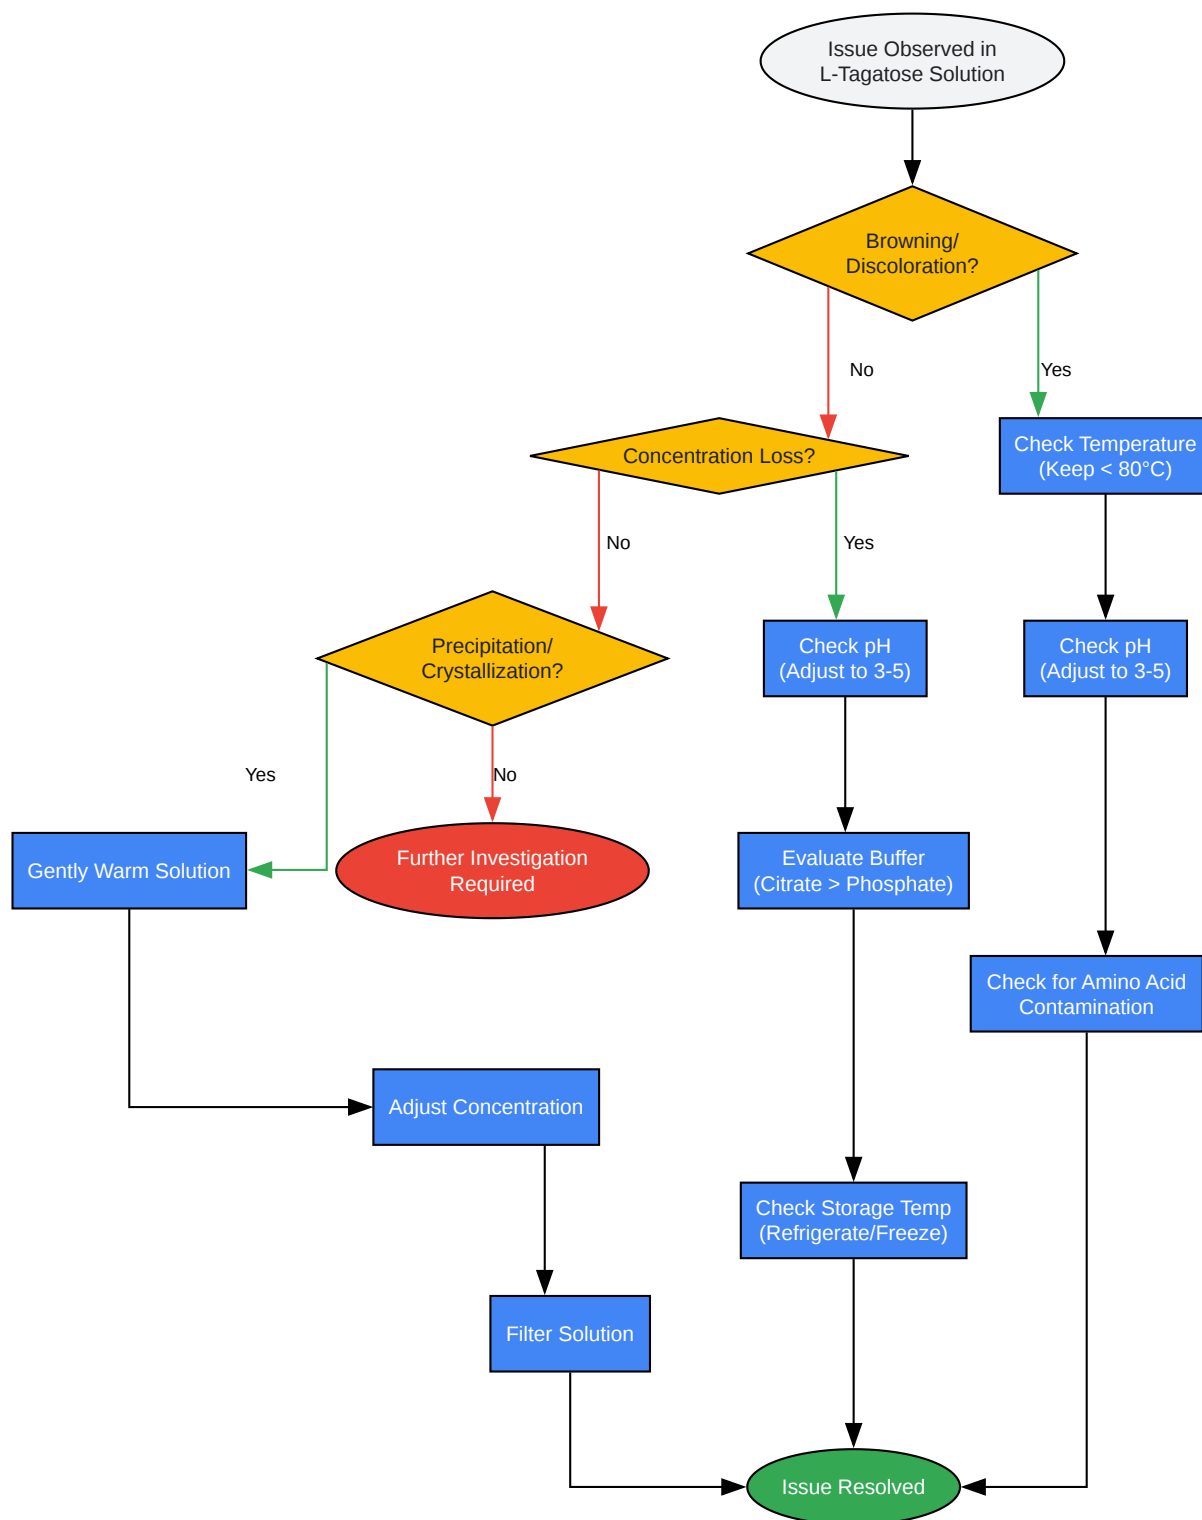 Issue Observed in
L-Tagatose Solution
Browning/
Discoloration?
No
Yes
Concentration Loss?
Check Temperature
(Keep < 80°C)
No
Yes
Precipitation/
Crystallization?
Check pH
(Adjust to 3-5)
Check pH
(Adjust to 3-5)
Yes
No
Gently Warm Solution
Further Investigation
Required
Evaluate Buffer
(Citrate > Phosphate)
Check for Amino Acid
Contamination
Adjust Concentration
Check Storage Temp
(Refrigerate/Freeze)
Filter Solution
Issue Resolved